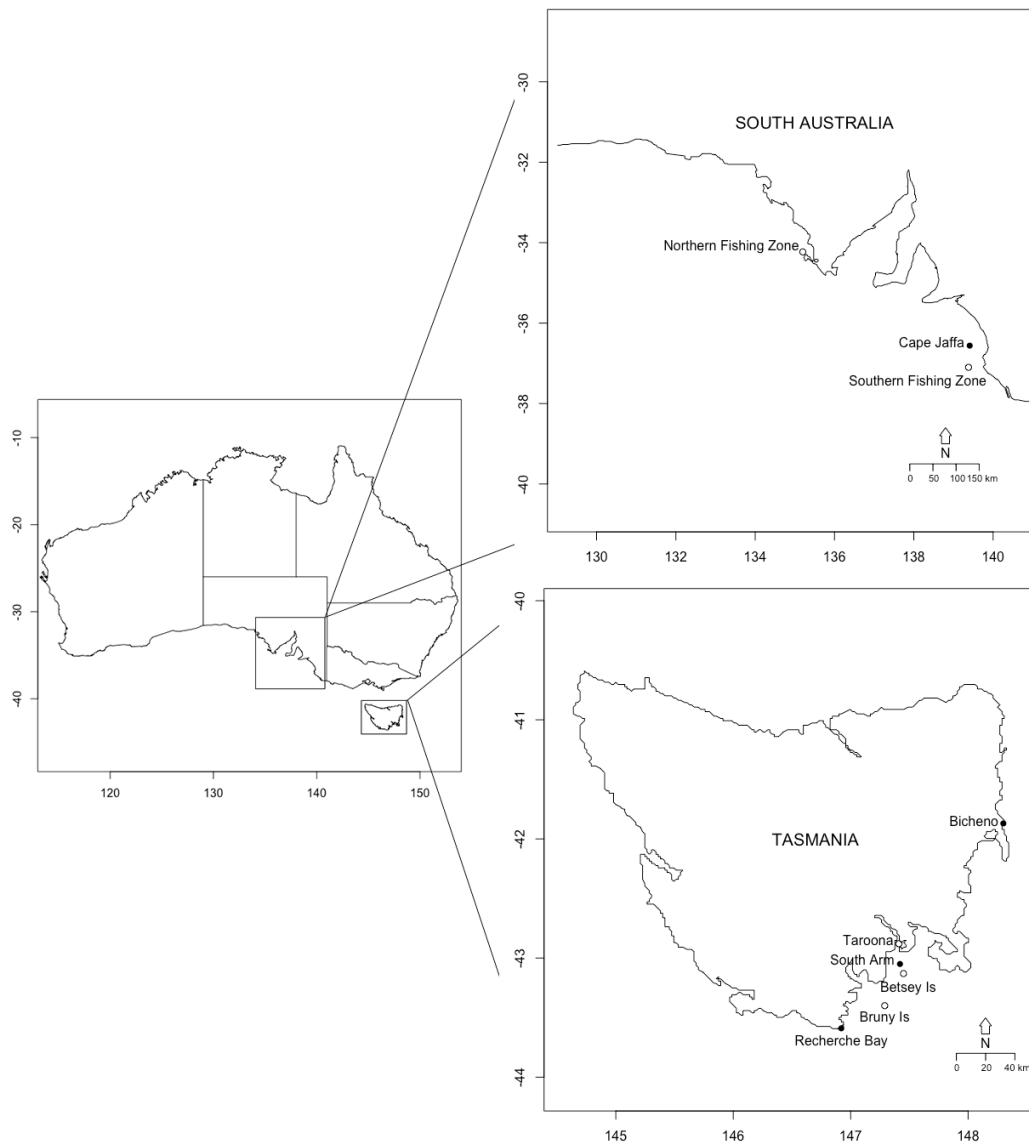 -30
SOUTH AUSTRALIA
-32
-34
Northern Fishing Zone
-36
Cape Jaffa
Southern Fishing Zone
-38
N
-40
0 50 100 150 km
130 132 134 136 138 140
-10
-20
-30
-40
120 130 140 150
-40
-41
Bicheno
-42
TASMANIA
Taroona
-43
South Arm
Betsey Is
Bruny Is
Recherche Bay
N
0 20 40 km
-44
145 146 147 148